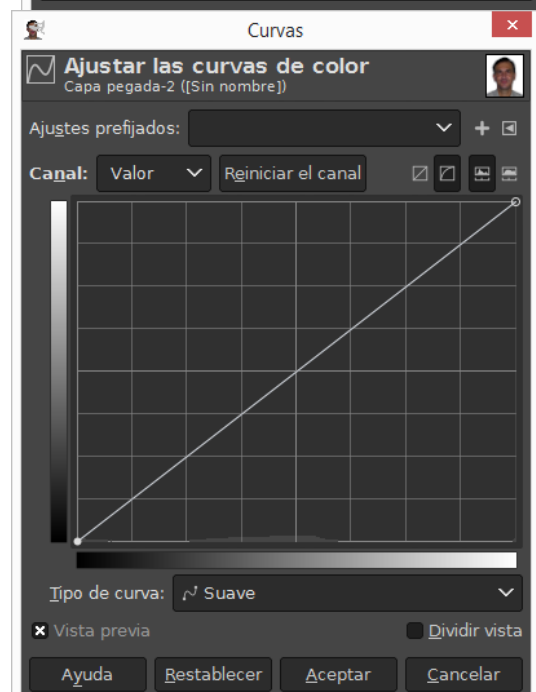 Curvas
Ajustar las curvas de color
Capa pegada-2 ([Sin nombre])
Ajustes prefijados:
Canal: Valor Reiniciar el canal
Tipo de curva: Suave
Vista previa Dividir vista
Ayuda Restablecer Aceptar Cancelar